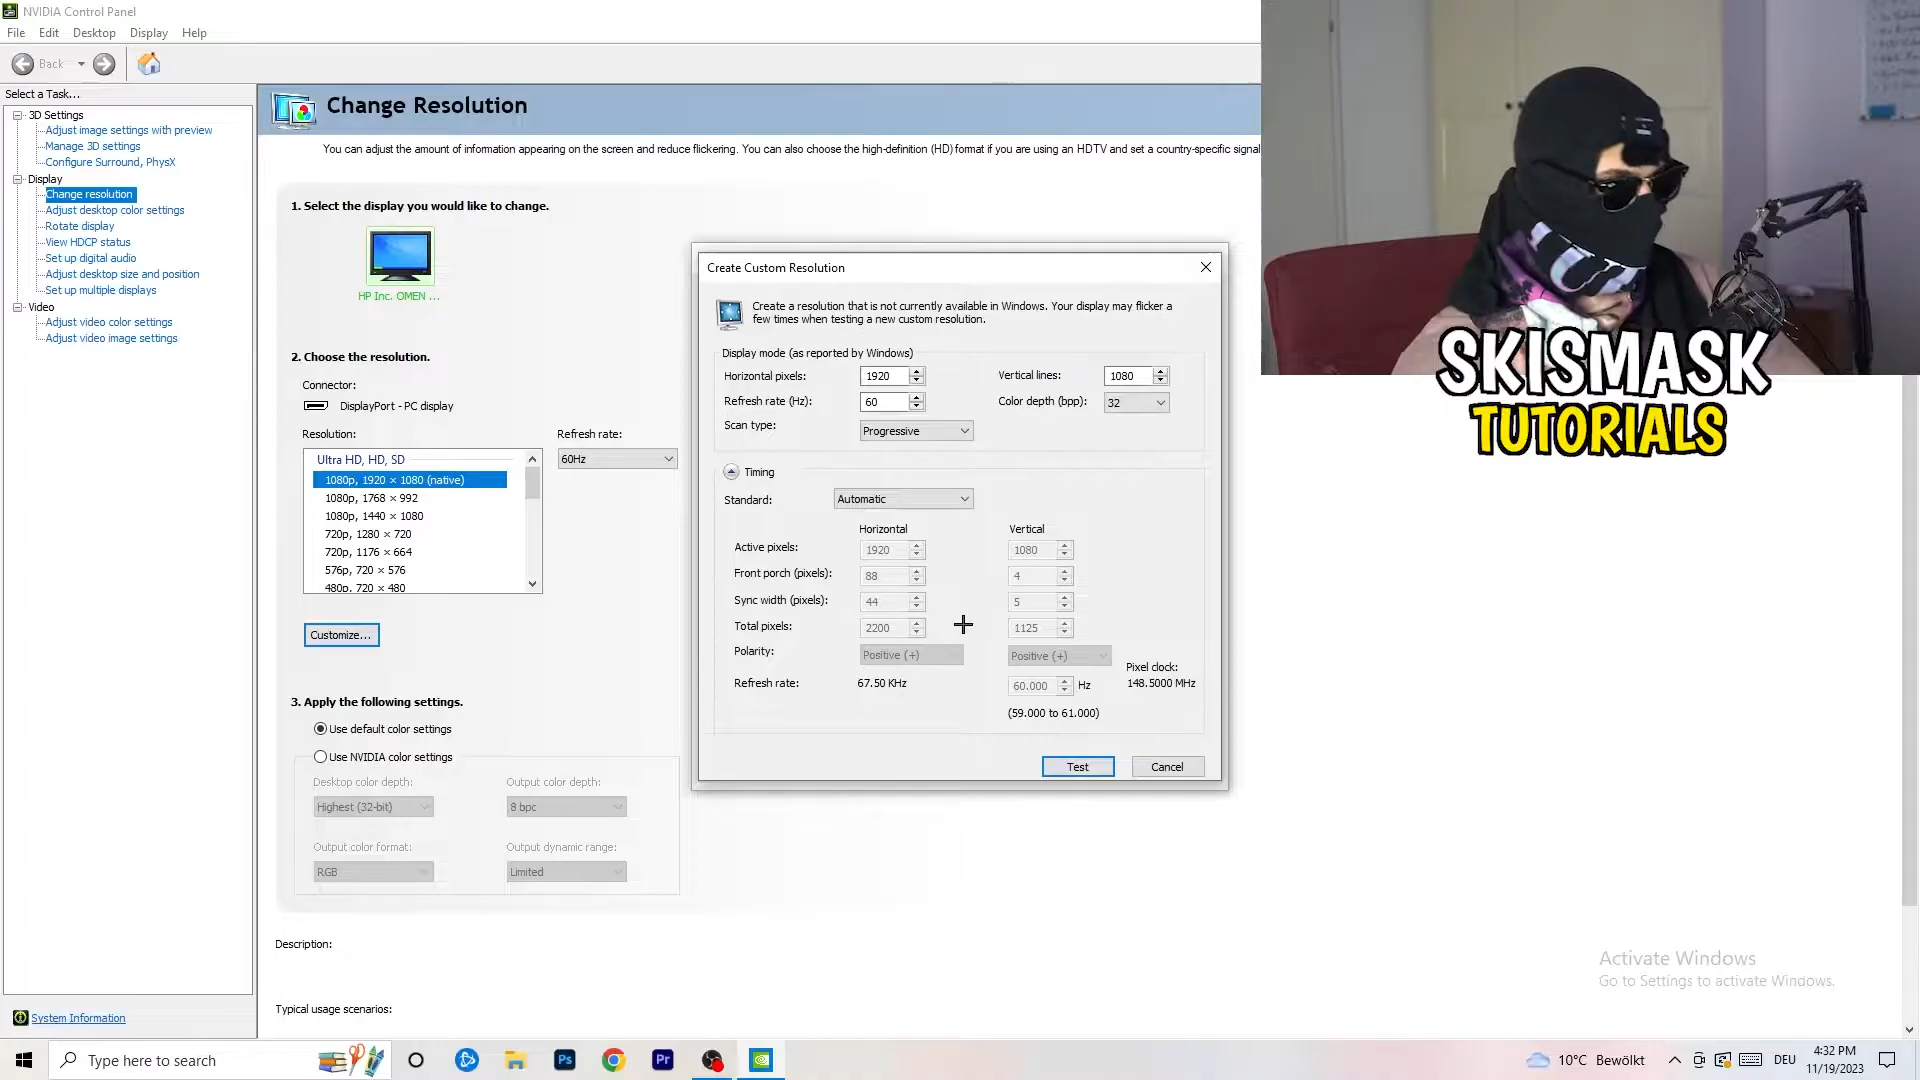 NVIDIA Control Panel
File Edit Desktop Display Help
Back
Select a Task...
3D Settings
Adjust image settings with preview
Manage 3D settings
Configure Surround, PhysX
Display
Change resolution
Adjust desktop color settings
Rotate display
View HDCP status
Set up digital audio
Adjust desktop size and position
Set up multiple displays
Video
Adjust video color settings
Adjust video image settings
System Information
Change Resolution
You can adjust the amount of information appearing on the screen and reduce flickering. You can also choose the high-definition (HD) format if you are using an HDTV and set a country-specific signal
1. Select the display you would like to change.
HP Inc. OMEN ...
2. Choose the resolution.
Connector:
DisplayPort - PC display
Resolution:
Refresh rate:
Ultra HD, HD, SD
60Hz
1080p, 1920 × 1080 (native)
1080p, 1768 × 992
1080p, 1440 × 1080
720p, 1280 × 720
720p, 1176 × 664
576p, 720 × 576
480p, 720 × 480
Customize...
3. Apply the following settings.
Use default color settings
Use NVIDIA color settings
Desktop color depth:
Output color depth:
Highest (32-bit)
8 bpc
Output color format:
Output dynamic range:
RGB
Limited
Description:
Typical usage scenarios:
Create Custom Resolution
Create a resolution that is not currently available in Windows. Your display may flicker a
few times when testing a new custom resolution.
Display mode (as reported by Windows)
Horizontal pixels: 1920 Vertical lines: 1080
Refresh rate (Hz): 60 Color depth (bpp): 32
Scan type: Progressive
Timing
Standard: Automatic
Horizontal Vertical
Active pixels: 1920 1080
Front porch (pixels): 88 4
Sync width (pixels): 44 5
Total pixels: 2200 1125
Polarity: Positive (+) Positive (+)
Pixel clock:
Refresh rate: 67.50 KHz 60.000 Hz 148.5000 MHz
(59.000 to 61.000)
Test Cancel
SKISMASK
TUTORIALS
Activate Windows
Go to Settings to activate Windows.
Type here to search
Ps
Pr
10°C Bewölkt
DEU
4:32 PM
11/19/2023